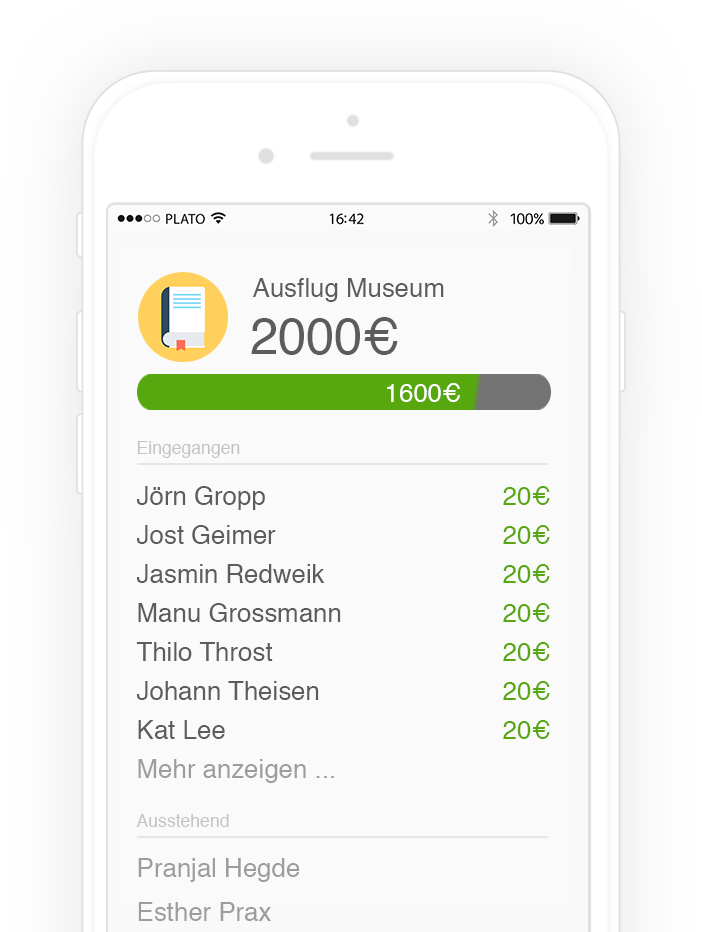 PLATO 16:42 100%
Ausflug Museum
2000€
1600€
Eingegangen
Jörn Gropp 20€
Jost Geimer 20€
Jasmin Redweik 20€
Manu Grossmann 20€
Thilo Throst 20€
Johann Theisen 20€
Kat Lee 20€
Mehr anzeigen ...
Ausstehend
Pranjal Hegde
Esther Prax